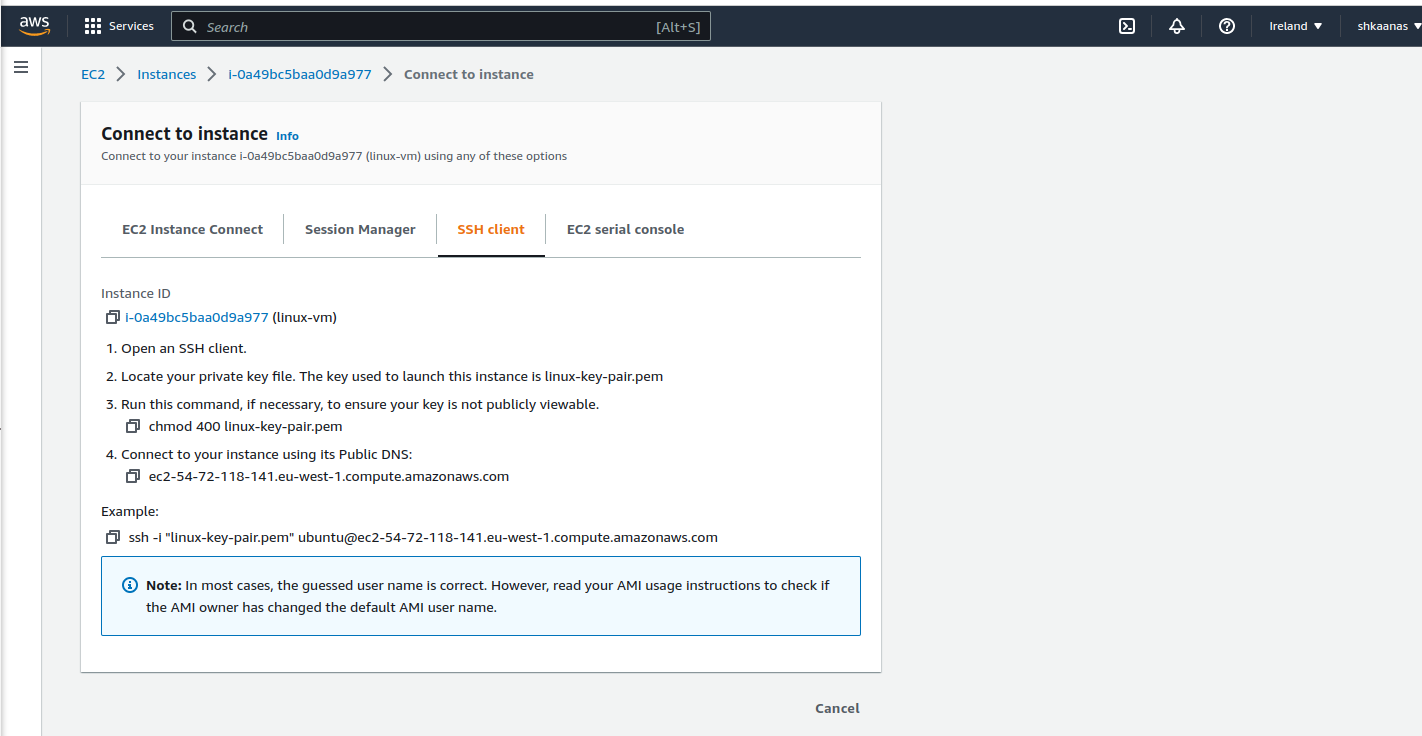 aws
Services
Search
[Alt+S]
Ireland
shkaanas
EC2
Instances
i-0a49bc5baa0d9a977
Connect to instance
Connect to instance Info
Connect to your instance i-0a49bc5baa0d9a977 (linux-vm) using any of these options
EC2 Instance Connect
Session Manager
SSH client
EC2 serial console
Instance ID
i-0a49bc5baa0d9a977 (linux-vm)
1. Open an SSH client.
2. Locate your private key file. The key used to launch this instance is linux-key-pair.pem
3. Run this command, if necessary, to ensure your key is not publicly viewable.
chmod 400 linux-key-pair.pem
4. Connect to your instance using its Public DNS:
ec2-54-72-118-141.eu-west-1.compute.amazonaws.com
Example:
ssh -i "linux-key-pair.pem" ubuntu@ec2-54-72-118-141.eu-west-1.compute.amazonaws.com
Note: In most cases, the guessed user name is correct. However, read your AMI usage instructions to check if
the AMI owner has changed the default AMI user name.
Cancel